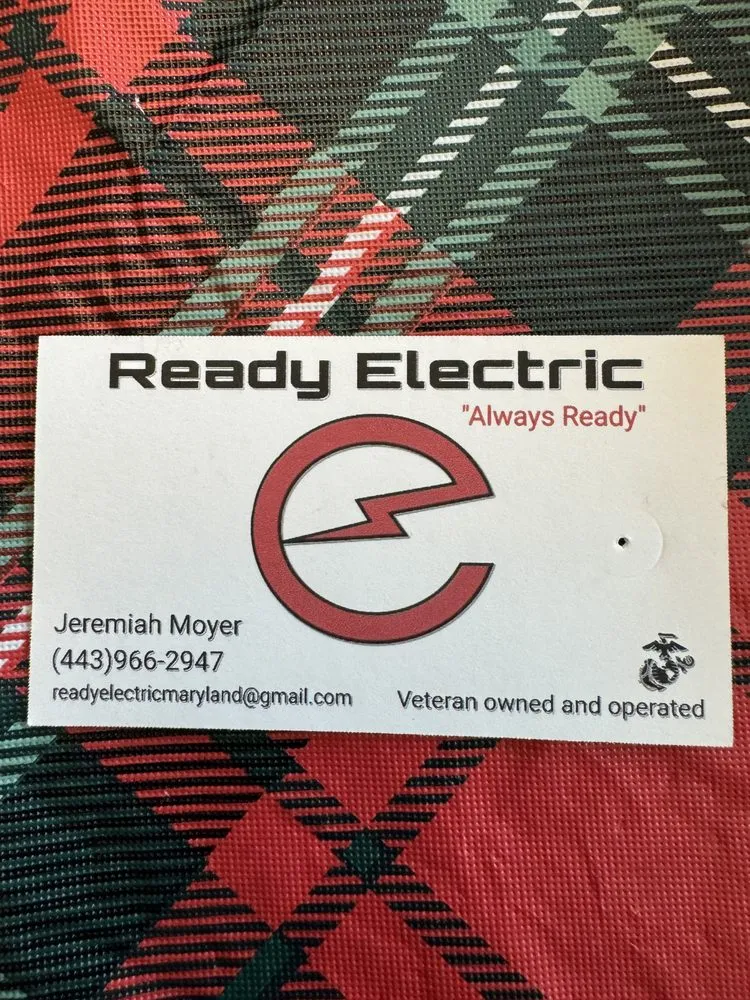 Ready Electric
"Always Ready"
Jeremiah Moyer
(443)966-2947
readyelectricmaryland@gmail.com
Veteran owned and operated